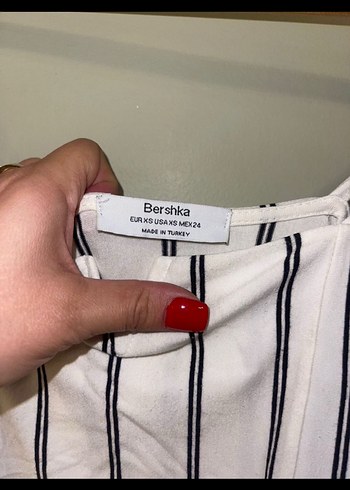 Bershka
EUR XS USA XS MEX 24
MADE IN TURKEY